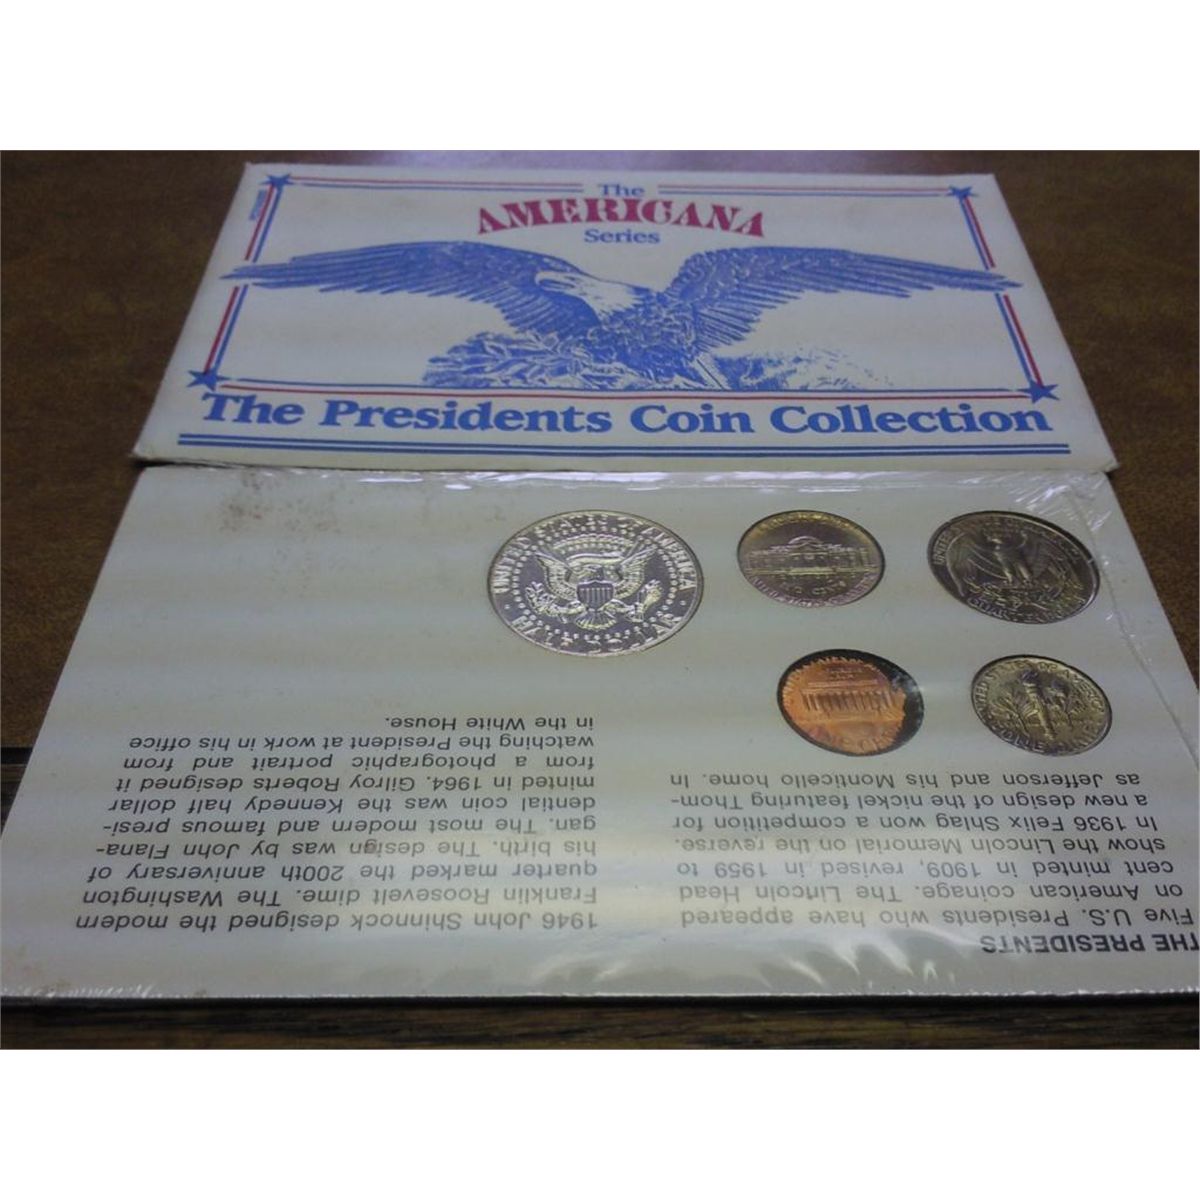 The
AMERICANA
Series
The Presidents Coin Collection
UNITED STATES OF AMERICA
HALF DOLLAR
THE PRESIDENTS
Five U.S. Presidents who have appeared
on American coinage. The Lincoln Head
cent minted in 1909, revised in 1959 to
show the Lincoln Memorial on the reverse.
In 1936 Felix Shlag won a competition for
a new design of the nickel featuring Thom-
as Jefferson and his Monticello home. In
1946 John Shinnock designed the modern
Franklin Roosevelt dime. The Washington
quarter marked the 200th anniversary of
his birth. The design was by John Flana-
gan. The most modern and famous presi-
dential coin was the Kennedy half dollar
minted in 1964. Gilroy Roberts designed it
from a photographic portrait and from
watching the President at work in his office
in the White House.